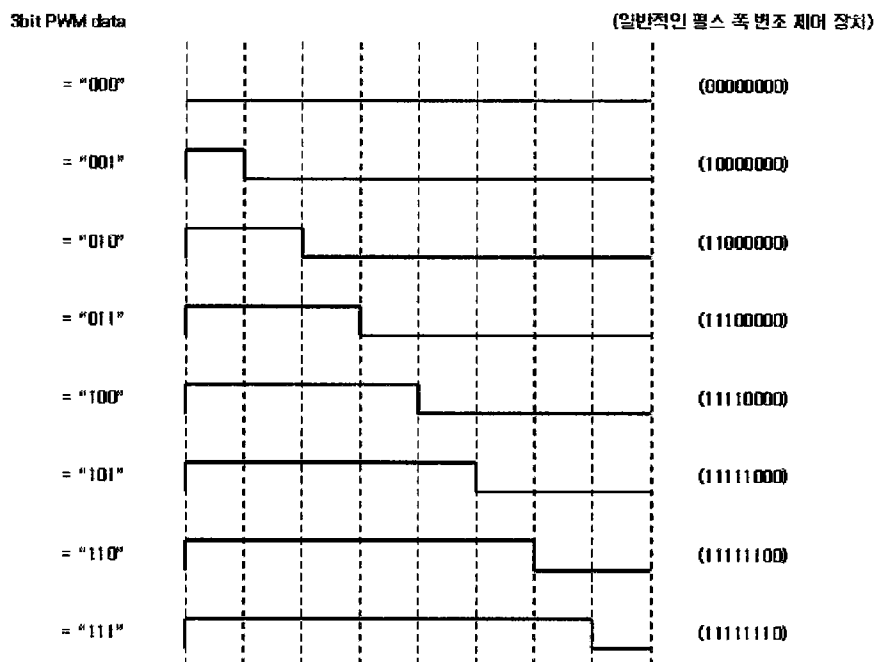 3bit PWM data (일반적인 펄스 폭 변조 제어 장치)
= "000" (00000000)
= "001" (10000000)
= "010" (11000000)
= "011" (11100000)
= "100" (11110000)
= "101" (11111000)
= "110" (11111100)
= "111" (11111110)